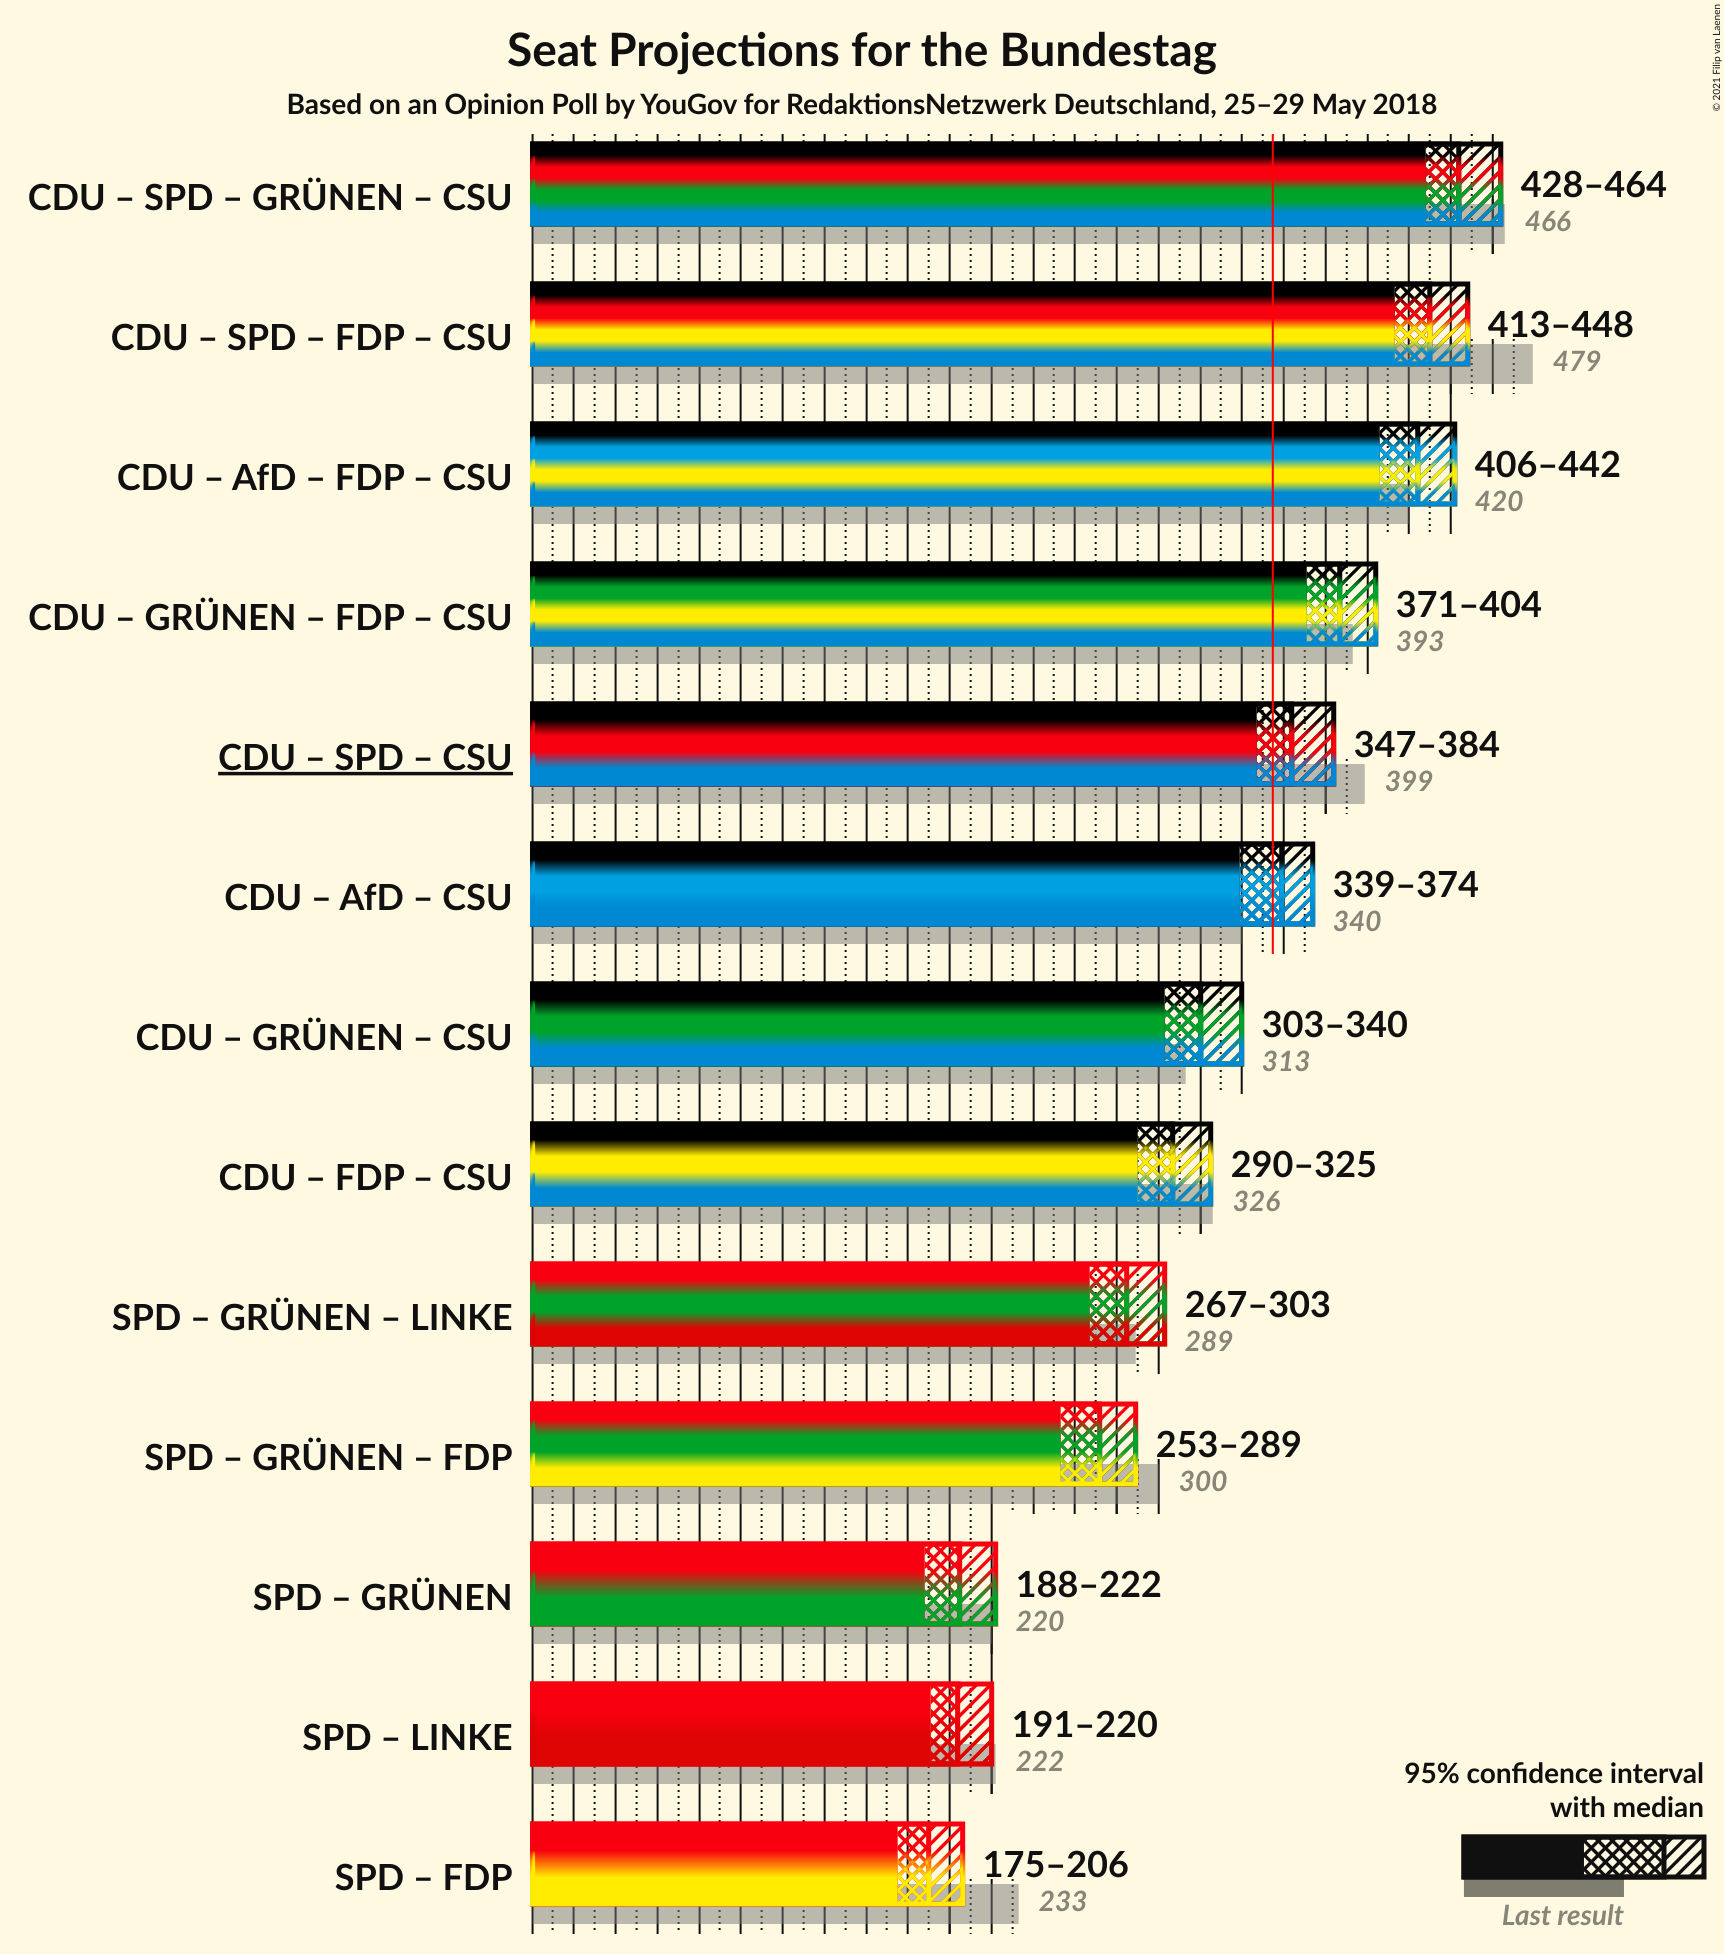 Seat Projections for the Bundestag
Based on an Opinion Poll by YouGov for RedaktionsNetzwerk Deutschland, 25–29 May 2018
© 2021 Filip van Laenen
CDU – SPD – GRÜNEN – CSU
428–464
466
CDU – SPD – FDP – CSU
413–448
479
CDU – AfD – FDP – CSU
406–442
420
CDU – GRÜNEN – FDP – CSU
371–404
393
CDU – SPD – CSU
347–384
399
CDU – AfD – CSU
339–374
340
CDU – GRÜNEN – CSU
303–340
313
CDU – FDP – CSU
290–325
326
SPD – GRÜNEN – LINKE
267–303
289
SPD – GRÜNEN – FDP
253–289
300
SPD – GRÜNEN
188–222
220
SPD – LINKE
191–220
222
SPD – FDP
175–206
233
95% confidence interval
with median
Last result